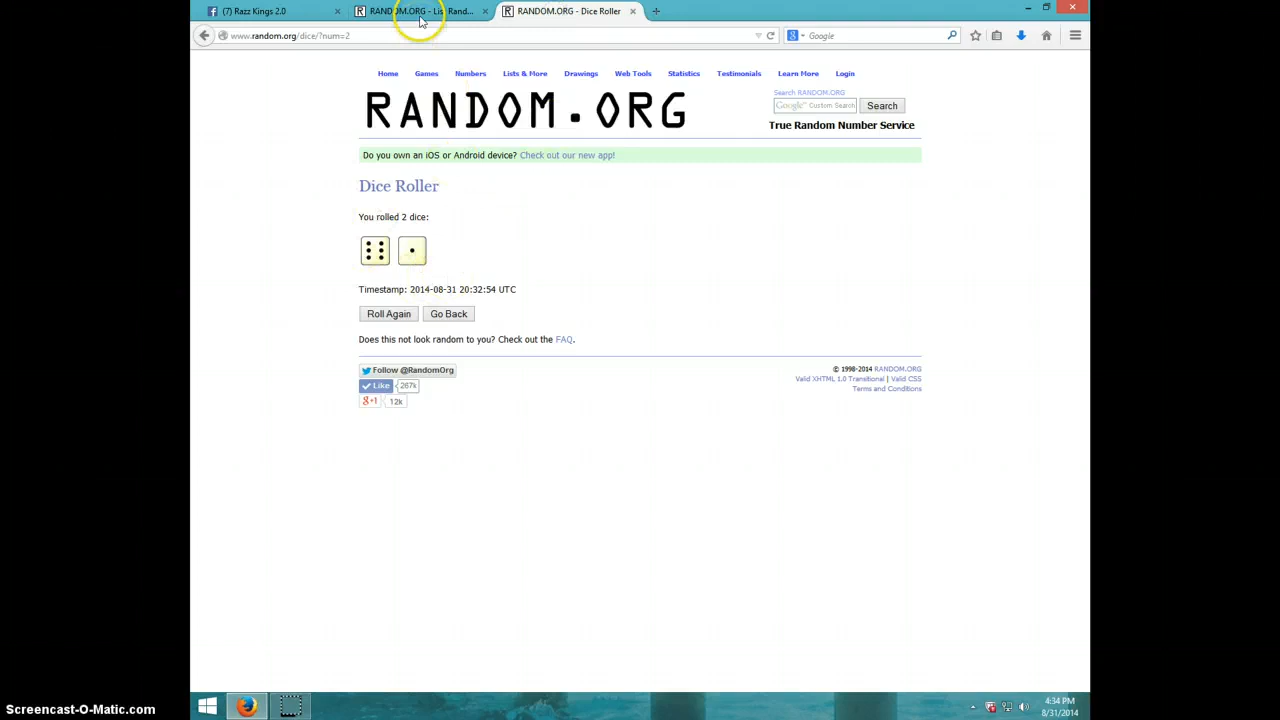 (7) Razz Kings 2.0
RANDOM.ORG - List Rand...
RANDOM.ORG - Dice Roller
www.random.org/dice/?num=2
Google
Home Games Numbers Lists & More Drawings Web Tools Statistics Testimonials Learn More Login
RANDOM.ORG
Search RANDOM.ORG
Google™ Custom Search Search
True Random Number Service
Do you own an iOS or Android device? Check out our new app!
Dice Roller
You rolled 2 dice:
Timestamp: 2014-08-31 20:32:54 UTC
Roll Again Go Back
Does this not look random to you? Check out the FAQ.
Follow @RandomOrg
Like 267k
g+1 12k
© 1998-2014 RANDOM.ORG
Valid XHTML 1.0 Transitional | Valid CSS
Terms and Conditions
4:34 PM
8/31/2014
Screencast-O-Matic.com